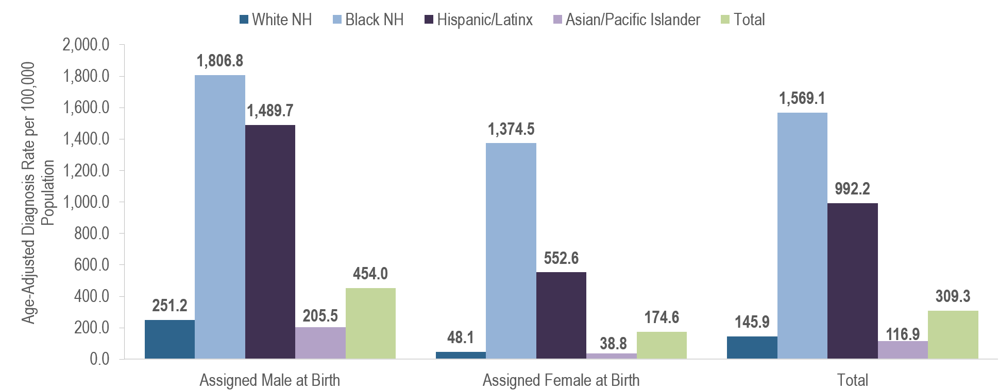 White NH
Black NH
Hispanic/Latinx
Asian/Pacific Islander
Total
Age-Adjusted Diagnosis Rate per 100,000
Population
2,000.0
1,800.0
1,600.0
1,400.0
1,200.0
1,000.0
800.0
600.0
400.0
200.0
0.0
251.2
1,806.8
1,489.7
205.5
454.0
48.1
1,374.5
552.6
38.8
174.6
145.9
1,569.1
992.2
116.9
309.3
Assigned Male at Birth
Assigned Female at Birth
Total